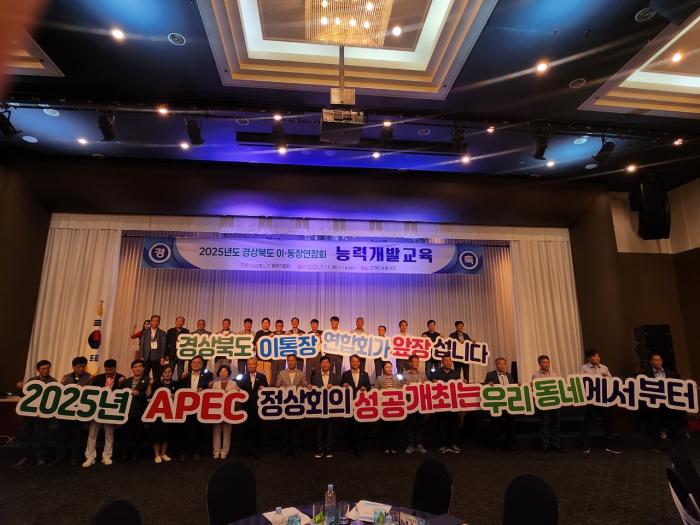 경 축
2025년도 경상북도 이·통장연합회 능력개발교육
경상북도 이통장 연합회가 앞장 섭니다
2025년 APEC 정상회의 성공개최는 우리 동네에서부터